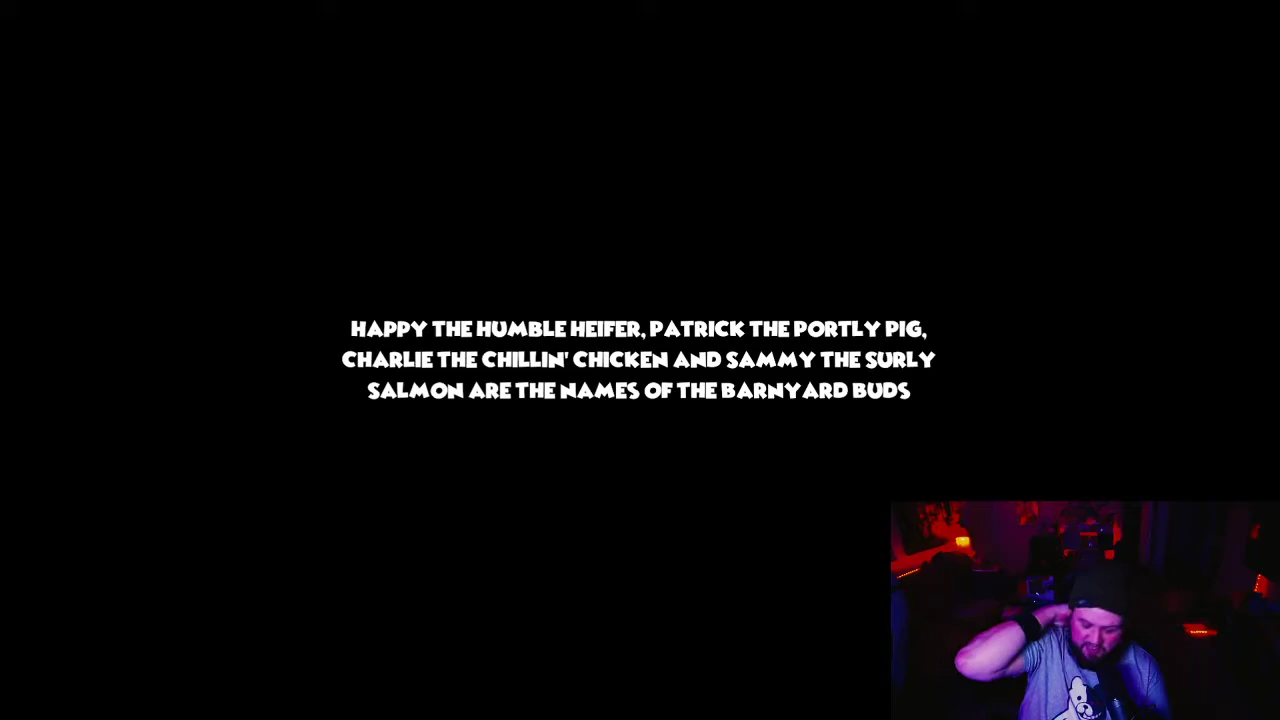 HAPPY THE HUMBLE HEIFER, PATRICK THE PORTLY PIG,
CHARLIE THE CHILLIN' CHICKEN AND SAMMY THE SURLY
SALMON ARE THE NAMES OF THE BARNYARD BUDS